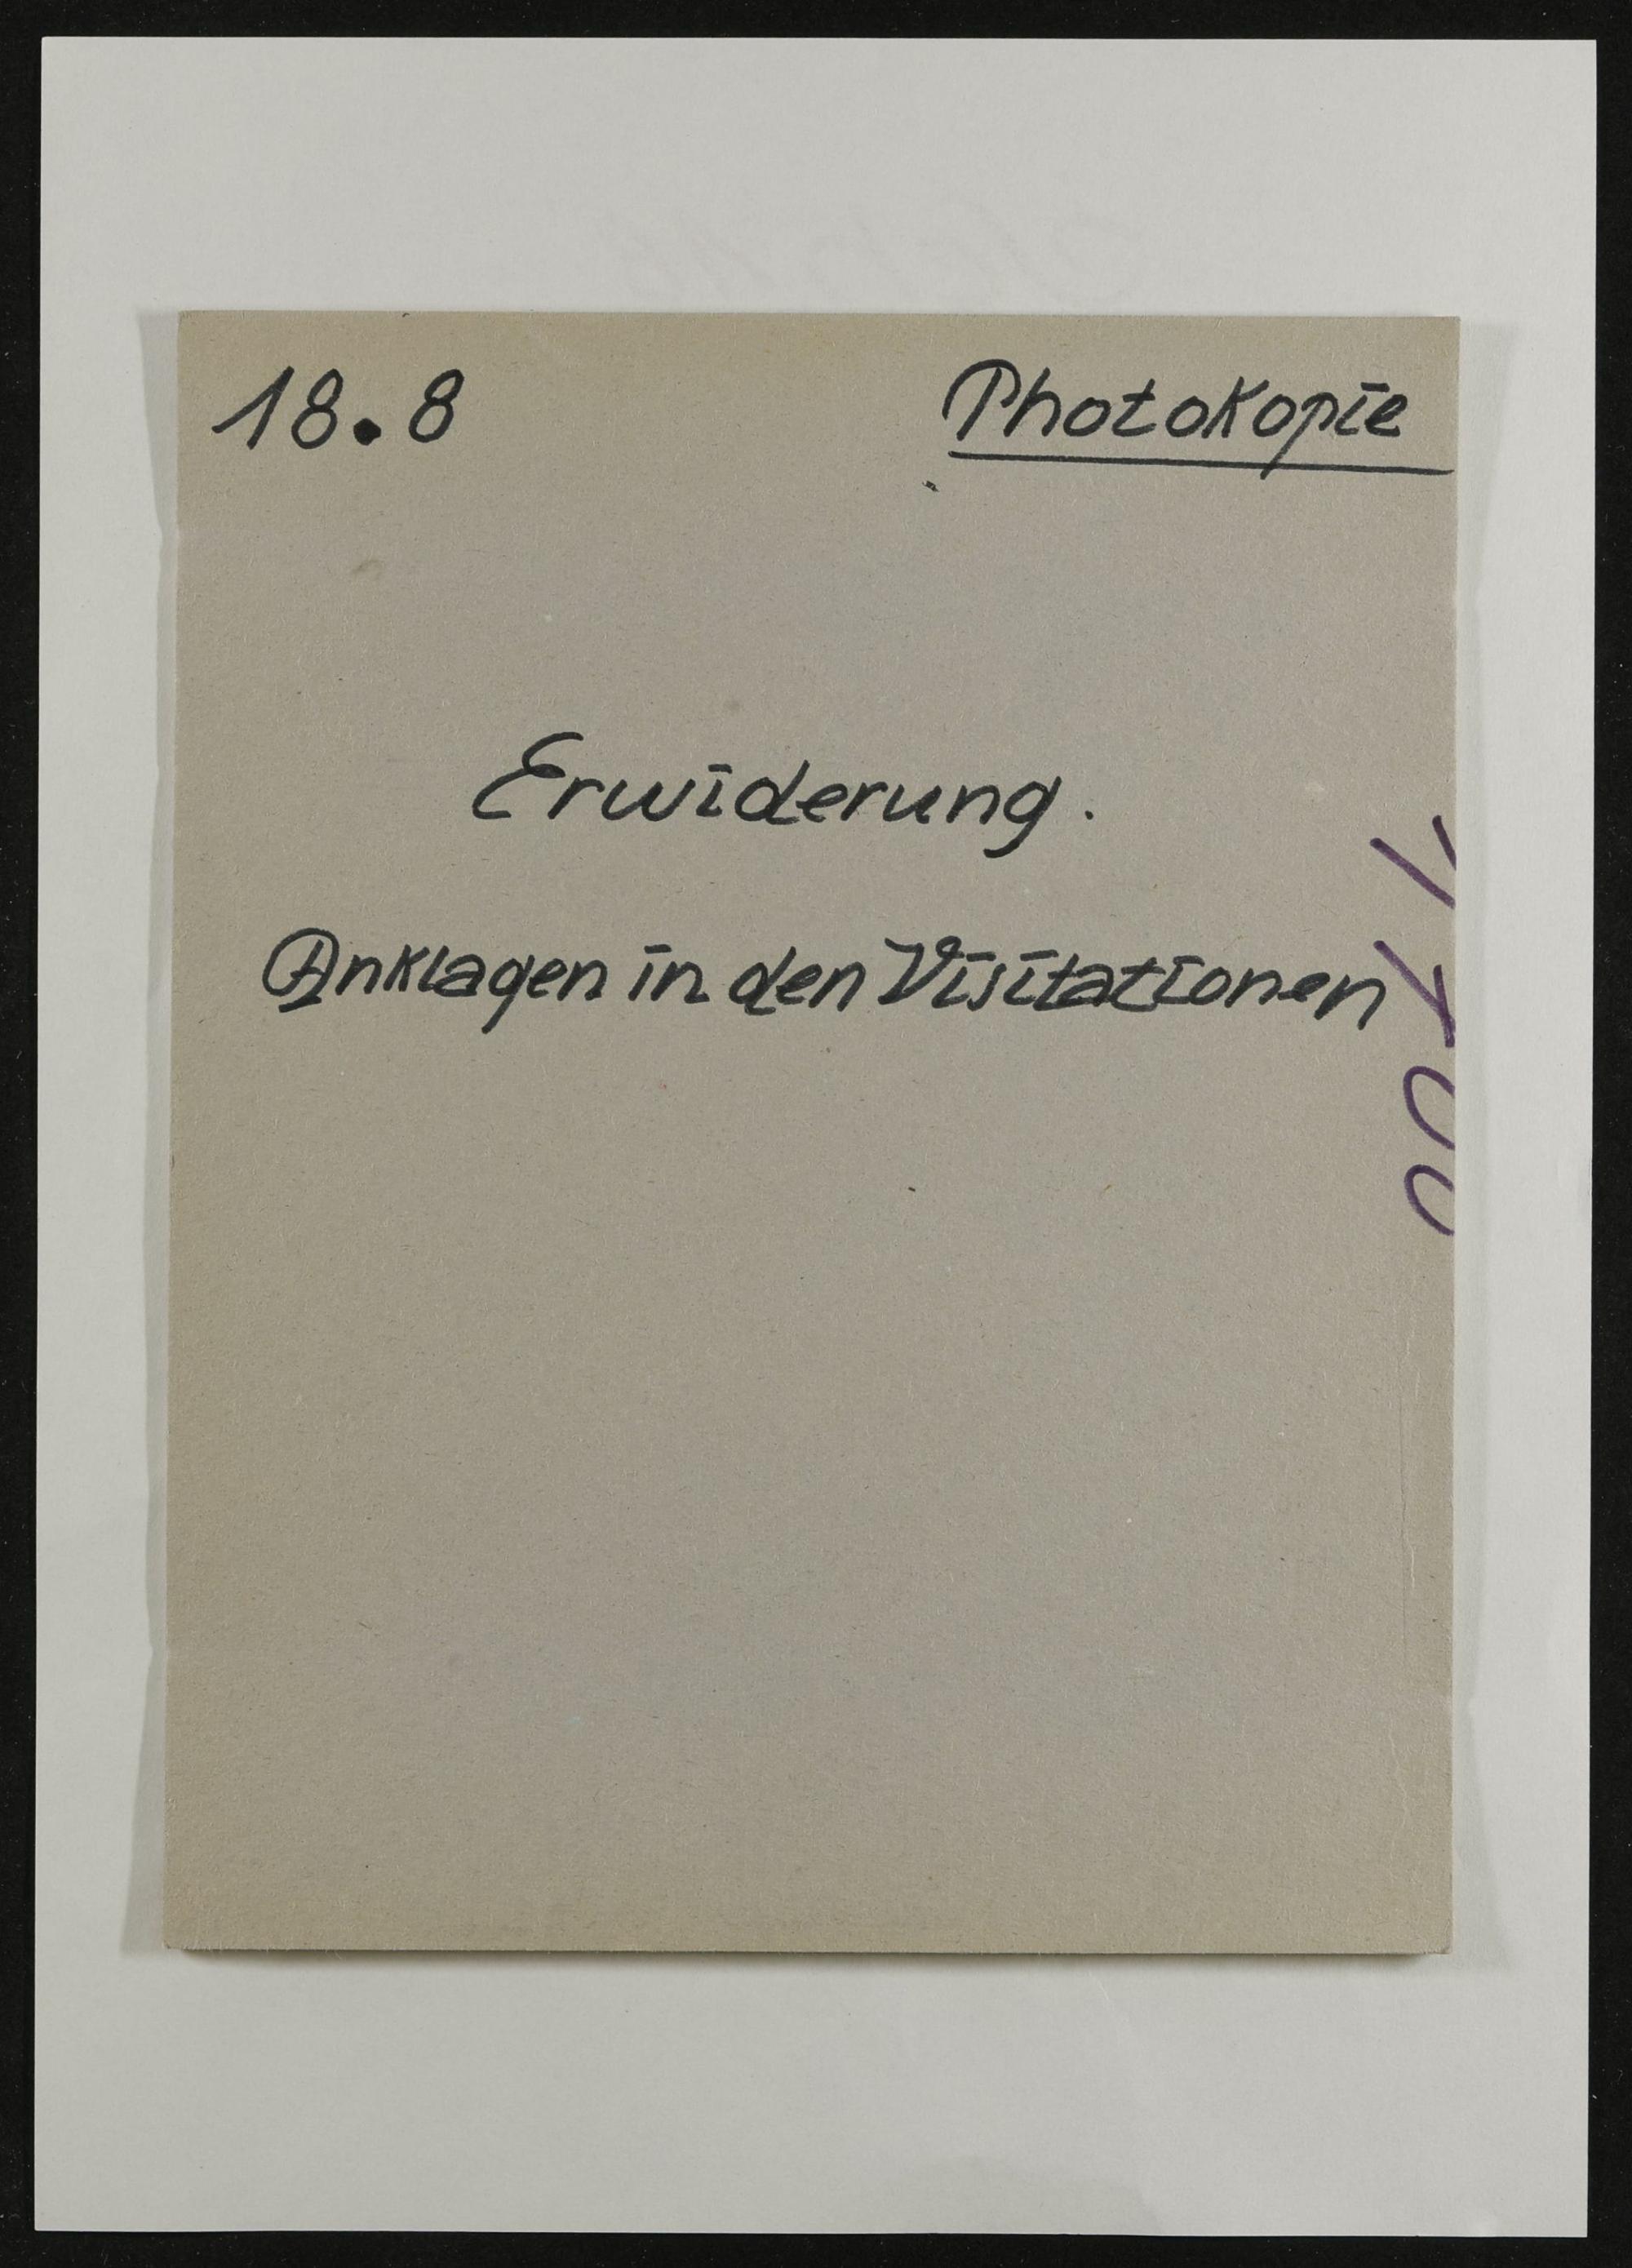 18.8 Photokopie
Erwiderung.
Anklagen in den Visitationen